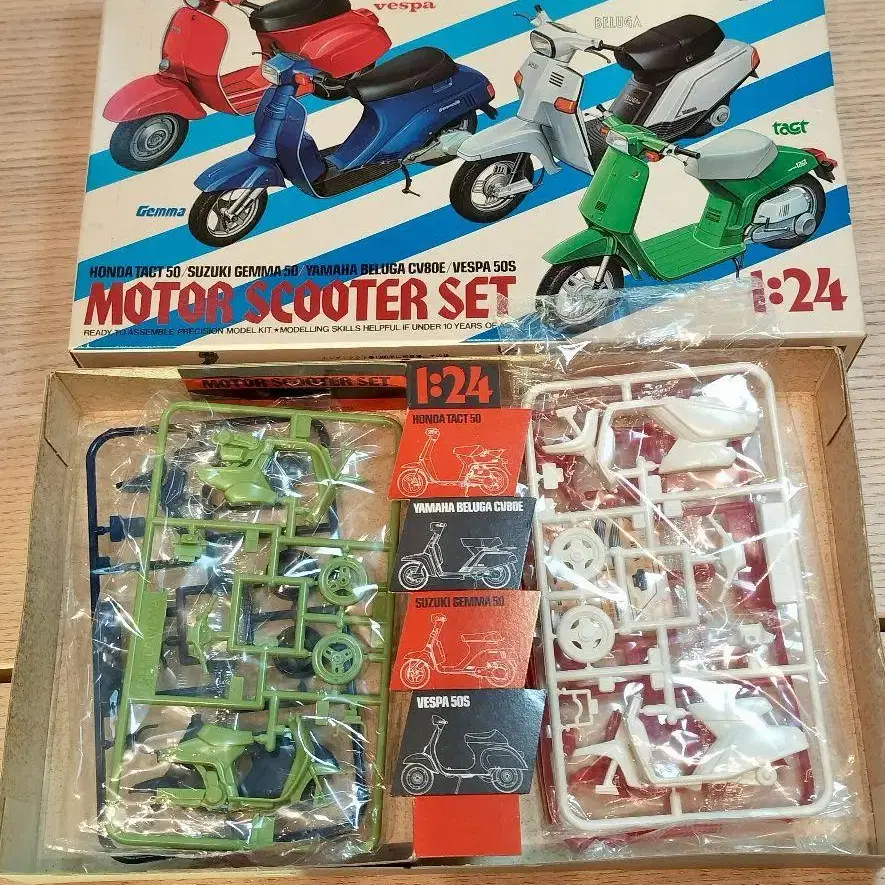 vespa
BELUGA
tact
Gemma
HONDA TACT 50/SUZUKI GEMMA 50/YAMAHA BELUGA CV80E/VESPA 50S
MOTOR SCOOTER SET
1:24
READY TO ASSEMBLE PRECISION MODEL KIT ★ MODELLING SKILLS HELPFUL IF UNDER 10 YEARS OF
MOTOR SCOOTER SET
1:24
HONDA TACT 50
YAMAHA BELUGA CV80E
SUZUKI GEMMA 50
VESPA 50S